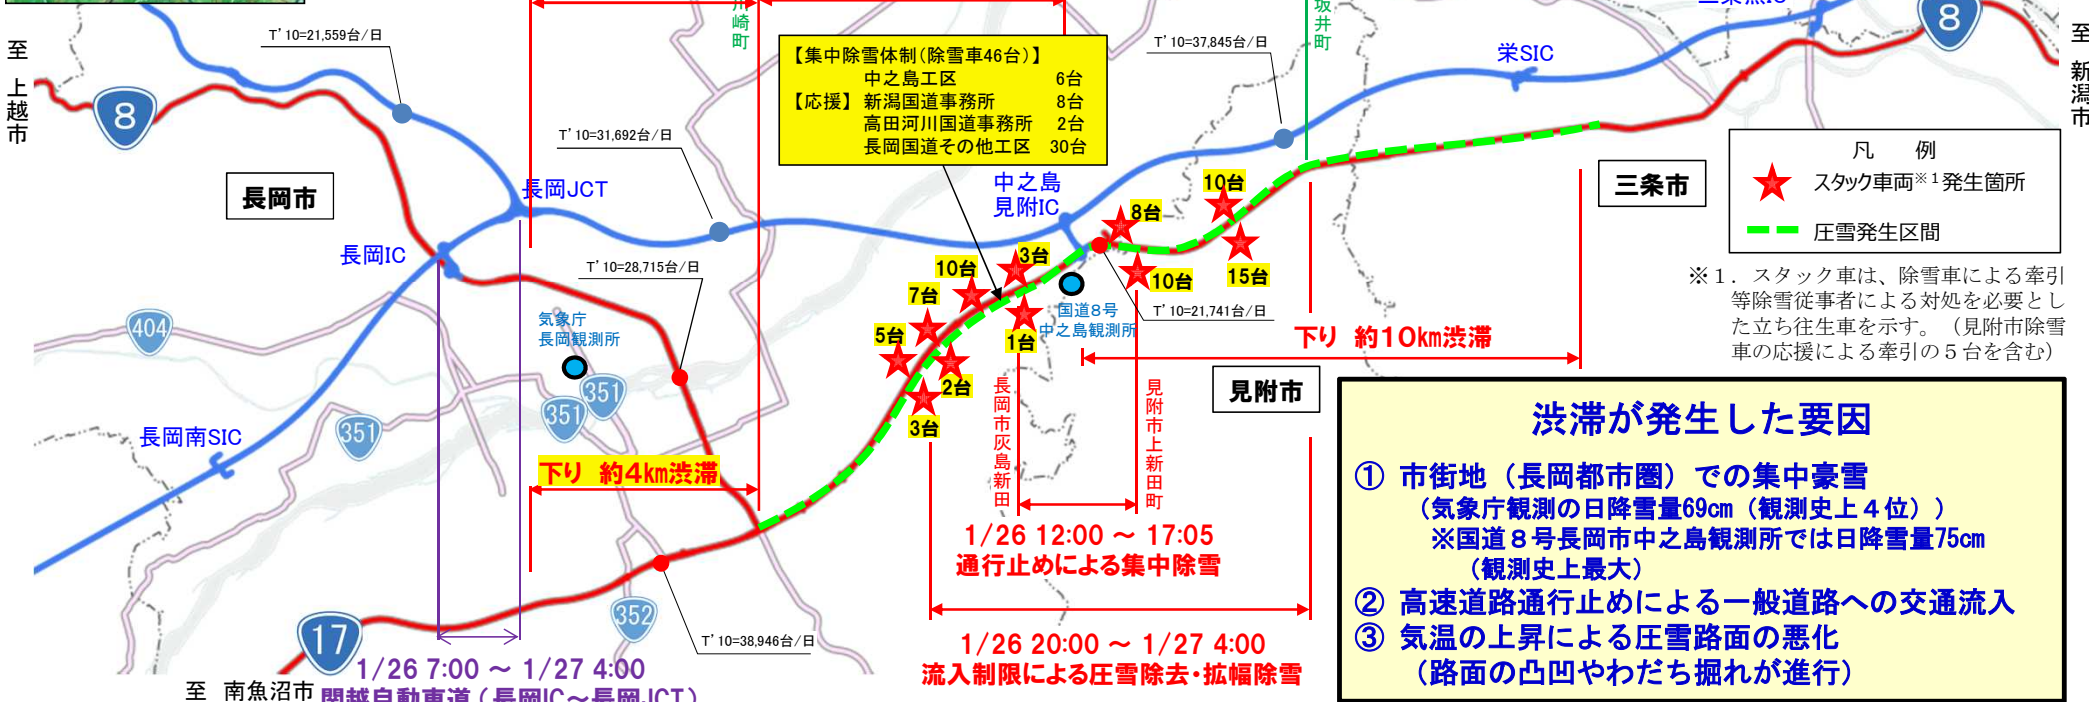 川崎町
坂井町
8
8
至 上越市
至 新潟市
T'10=21,559台/日
T'10=37,845台/日
T'10=31,692台/日
T'10=28,715台/日
T'10=21,741台/日
T'10=38,946台/日
【集中除雪体制(除雪車46台)】
中之島工区 6台
【応援】 新潟国道事務所 8台
高田河川国道事務所 2台
長岡国道その他工区 30台
栄SIC
長岡市
長岡JCT
長岡IC
長岡南SIC
中之島
見附IC
三条市
見附市
凡 例
スタック車両※1発生箇所
圧雪発生区間
※1．スタック車は、除雪車による牽引
等除雪従事者による対処を必要とし
た立ち往生車を示す。（見附市除雪
車の応援による牽引の5台を含む）
10台
8台
15台
10台
3台
10台
7台
5台
1台
2台
3台
気象庁
長岡観測所
国道8号
中之島観測所
404
351
351
351
352
17
下り 約4km渋滞
下り 約10km渋滞
長岡市灰島新田
見附市上新田町
1/26 12:00 ～ 17:05
通行止めによる集中除雪
1/26 20:00 ～ 1/27 4:00
流入制限による圧雪除去・拡幅除雪
1/26 7:00 ～ 1/27 4:00
関越自動車道（長岡IC～長岡JCT）
至 南魚沼市
渋滞が発生した要因
① 市街地（長岡都市圏）での集中豪雪
（気象庁観測の日降雪量69cm（観測史上４位））
※国道８号長岡市中之島観測所では日降雪量75cm
（観測史上最大）
② 高速道路通行止めによる一般道路への交通流入
③ 気温の上昇による圧雪路面の悪化
（路面の凸凹やわだち掘れが進行）